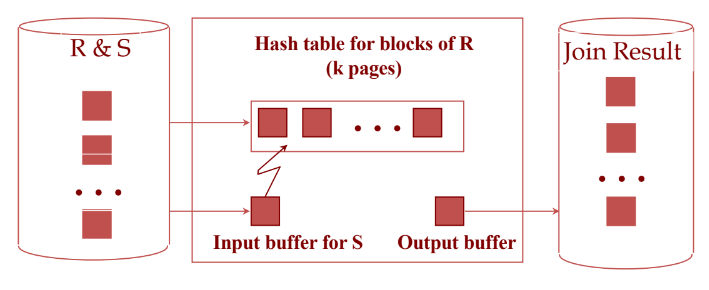 R & S
Hash table for blocks of R
(k pages)
Join Result
. . .
. . .
. . .
Input buffer for S
Output buffer